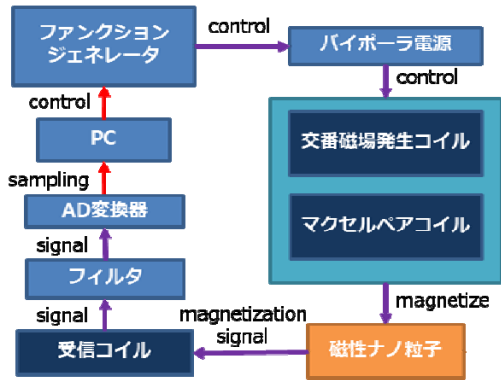 ファンクション
ジェネレータ
control
バイポーラ電源
control
control
PC
交番磁場発生コイル
sampling
AD変換器
マクセルペアコイル
signal
フィルタ
signal
magnetization
signal
magnetize
受信コイル
磁性ナノ粒子